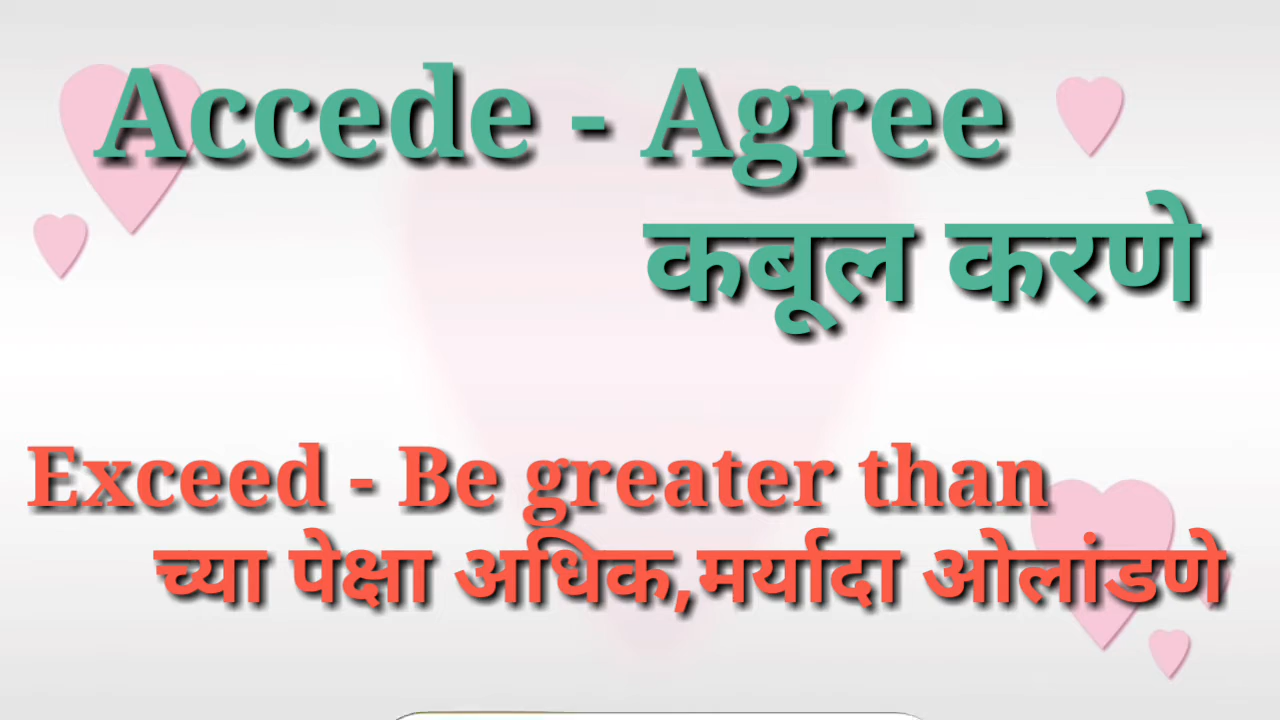 Accede - Agree
कबूल करणे
Exceed - Be greater than
च्या पेक्षा अधिक,मर्यादा ओलांडणे